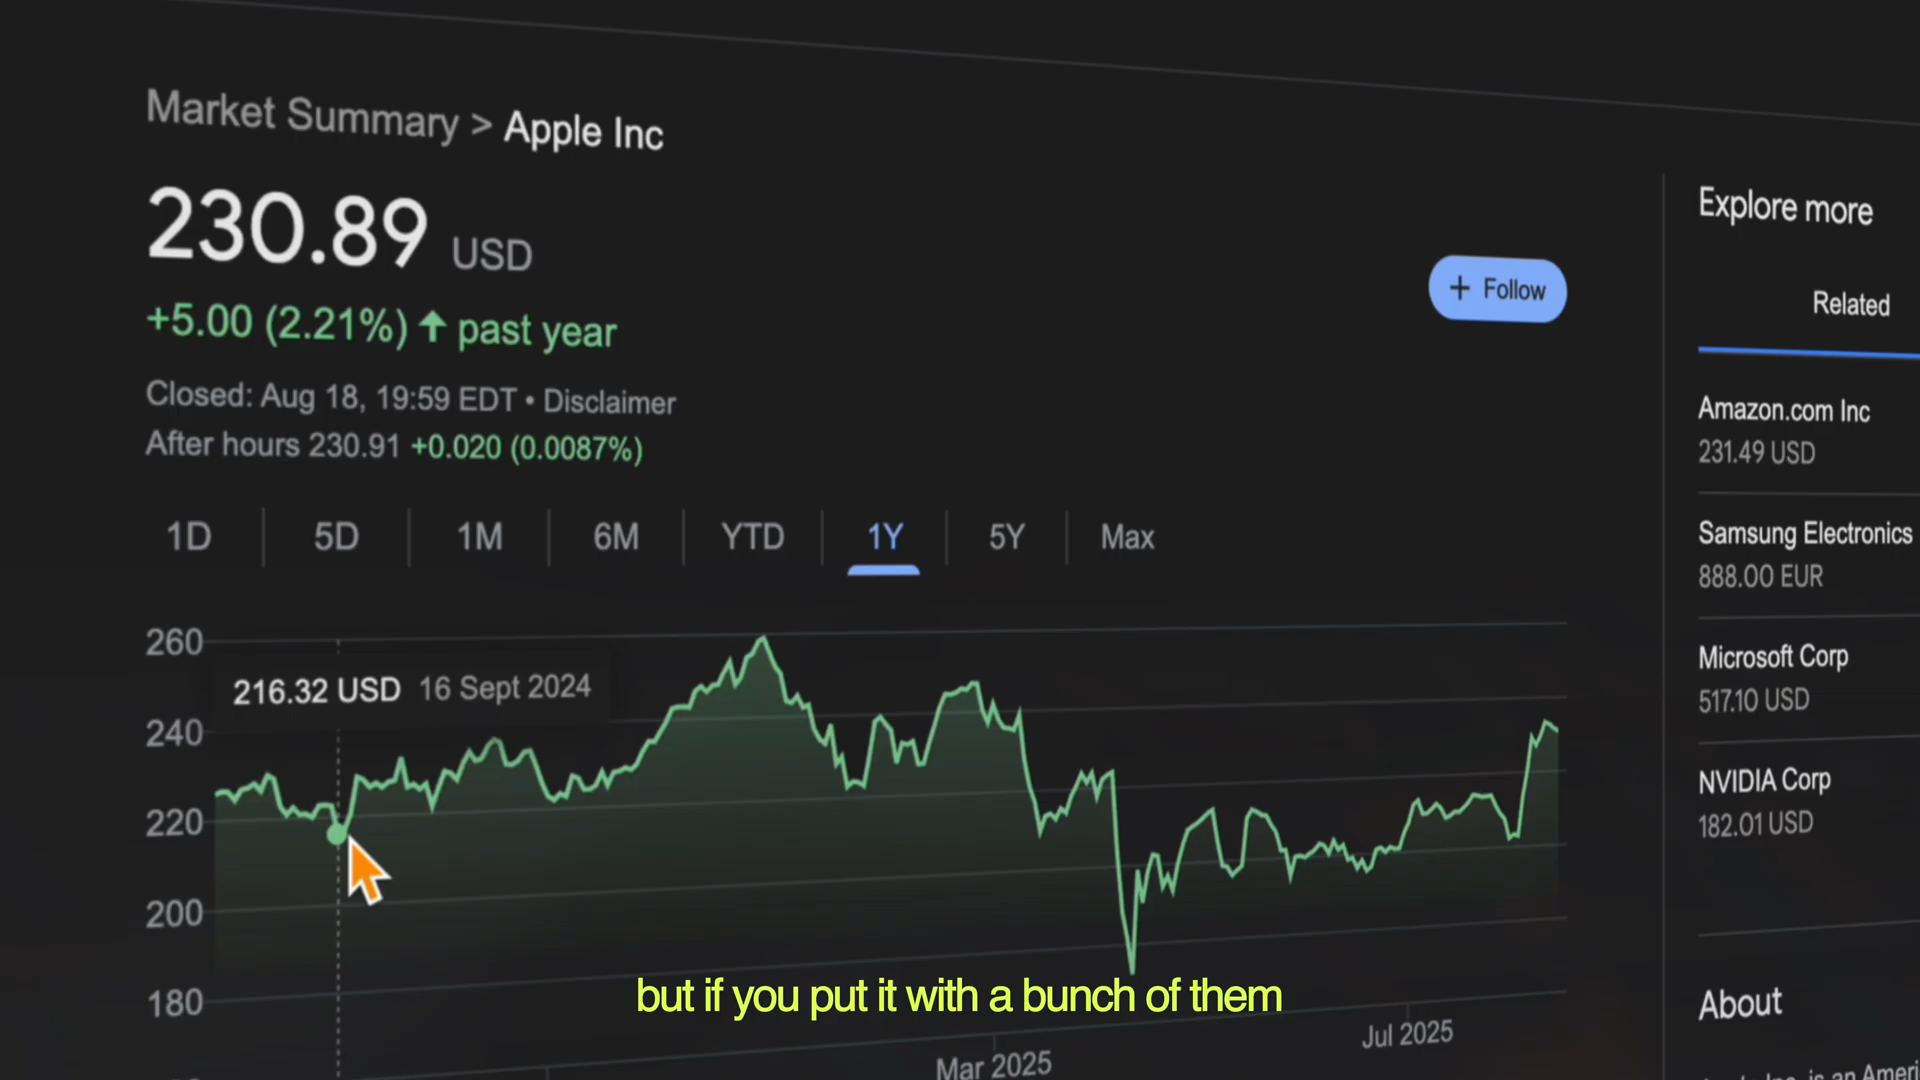 Market Summary > Apple Inc
230.89 USD
+5.00 (2.21%) ↑ past year
Closed: Aug 18, 19:59 EDT • Disclaimer
After hours 230.91 +0.020 (0.0087%)
+ Follow
1D 5D 1M 6M YTD 1Y 5Y Max
260
216.32 USD 16 Sept 2024
240
220
200
180
Mar 2025
Jul 2025
but if you put it with a bunch of them
Explore more
Related
Amazon.com Inc
231.49 USD
Samsung Electronics
888.00 EUR
Microsoft Corp
517.10 USD
NVIDIA Corp
182.01 USD
About